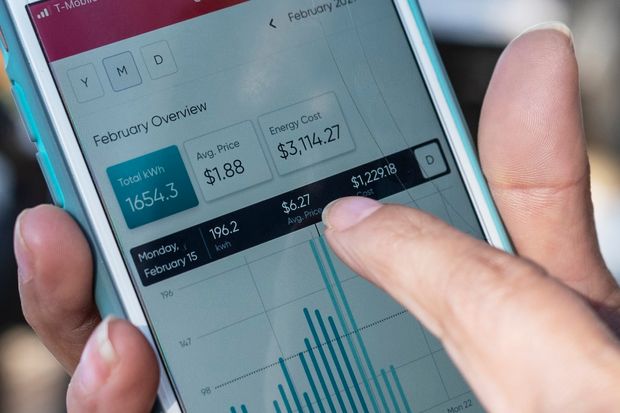 T-Mobile
February 202
Y M D
February Overview
Total kWh
1654.3
Avg. Price
$1.88
Energy Cost
$3,114.27
Monday,
February 15
196.2
kwh
$6.27
Avg. Price
$1,229.18
Cost
D
196
147
98
Mon 22